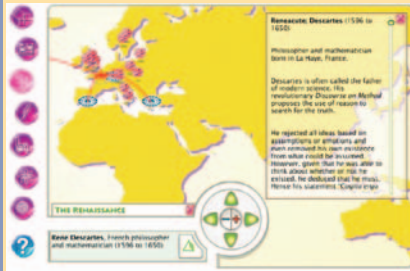 Reneacute; Descartes (1596 to
1650)
Philosopher and mathematician
born in La Haye, France.
Descartes is often called the father
of modern science. His
revolutionary Discourse on Method
proposes the use of reason to
search for the truth.
He rejected all ideas based on
assumptions or emotions and
even removed his own existence
from what could be assumed.
However, given that he was able to
think about whether or not he
existed, he deduced that he must.
Hence his statement 'Cogito ergo
THE RENAISSANCE
René Descartes, French philosopher
and mathematician (1596 to 1650)